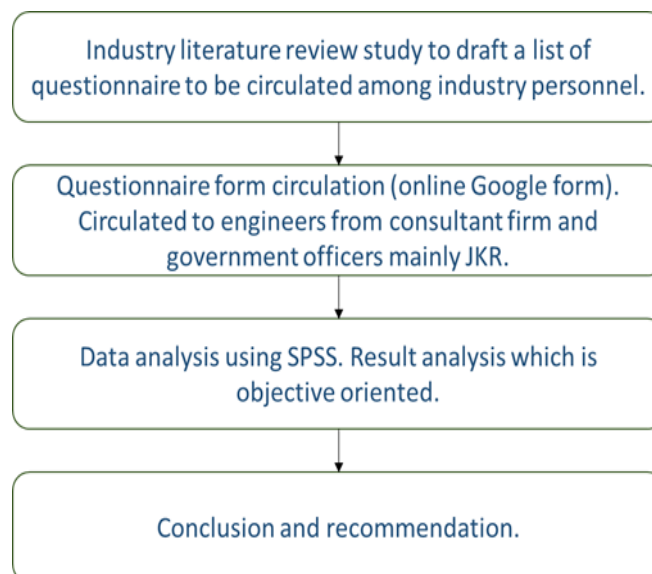 Industry literature review study to draft a list of
questionnaire to be circulated among industry personnel.
Questionnaire form circulation (online Google form).
Circulated to engineers from consultant firm and
government officers mainly JKR.
Data analysis using SPSS. Result analysis which is
objective oriented.
Conclusion and recommendation.